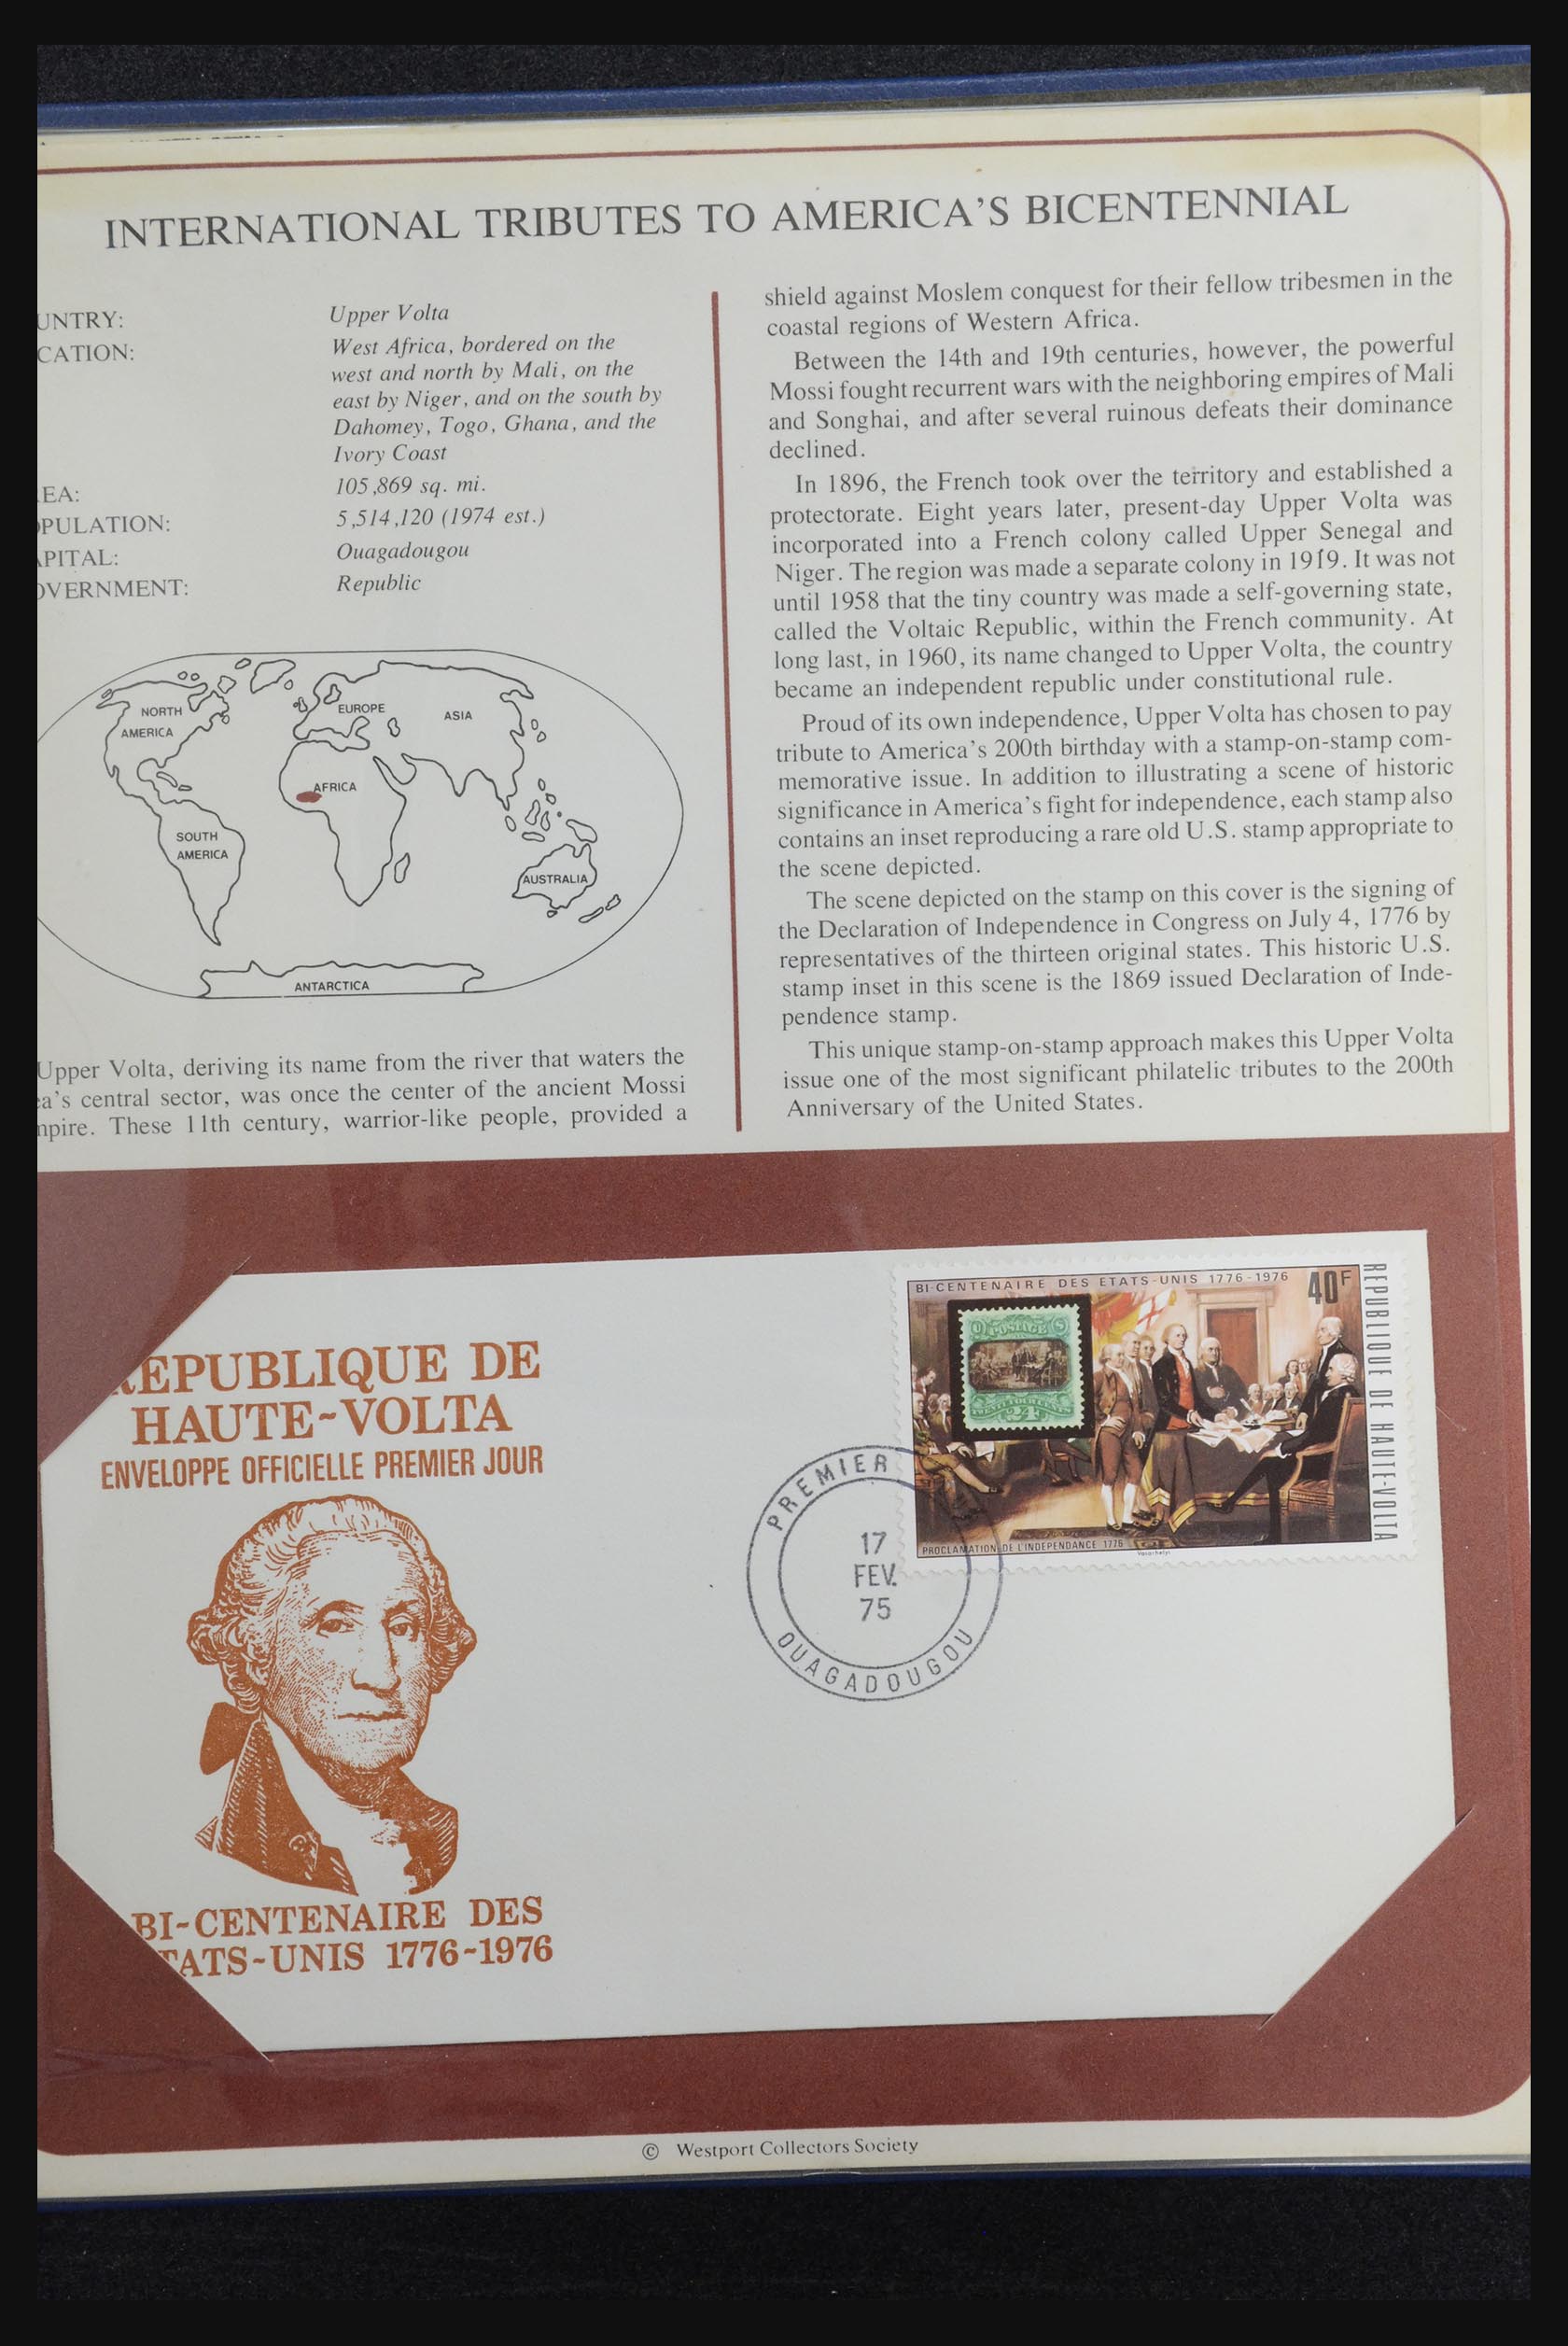 INTERNATIONAL TRIBUTES TO AMERICA'S BICENTENNIAL
UNTRY: Upper Volta
CATION: West Africa, bordered on the
west and north by Mali, on the
east by Niger, and on the south by
Dahomey, Togo, Ghana, and the
Ivory Coast
EA: 105,869 sq. mi.
PULATION: 5,514,120 (1974 est.)
PITAL: Ouagadougou
OVERNMENT: Republic
NORTH
AMERICA
EUROPE
ASIA
AFRICA
SOUTH
AMERICA
AUSTRALIA
ANTARCTICA
Upper Volta, deriving its name from the river that waters the
a's central sector, was once the center of the ancient Mossi
mpire. These 11th century, warrior-like people, provided a
shield against Moslem conquest for their fellow tribesmen in the
coastal regions of Western Africa.
Between the 14th and 19th centuries, however, the powerful
Mossi fought recurrent wars with the neighboring empires of Mali
and Songhai, and after several ruinous defeats their dominance
declined.
In 1896, the French took over the territory and established a
protectorate. Eight years later, present-day Upper Volta was
incorporated into a French colony called Upper Senegal and
Niger. The region was made a separate colony in 1919. It was not
until 1958 that the tiny country was made a self-governing state,
called the Voltaic Republic, within the French community. At
long last, in 1960, its name changed to Upper Volta, the country
became an independent republic under constitutional rule.
Proud of its own independence, Upper Volta has chosen to pay
tribute to America's 200th birthday with a stamp-on-stamp com-
memorative issue. In addition to illustrating a scene of historic
significance in America's fight for independence, each stamp also
contains an inset reproducing a rare old U.S. stamp appropriate to
the scene depicted.
The scene depicted on the stamp on this cover is the signing of
the Declaration of Independence in Congress on July 4, 1776 by
representatives of the thirteen original states. This historic U.S.
stamp inset in this scene is the 1869 issued Declaration of Inde-
pendence stamp.
This unique stamp-on-stamp approach makes this Upper Volta
issue one of the most significant philatelic tributes to the 200th
Anniversary of the United States.
REPUBLIQUE DE
HAUTE-VOLTA
ENVELOPPE OFFICIELLE PREMIER JOUR
BI-CENTENAIRE DES
TATS-UNIS 1776-1976
BI-CENTENAIRE DES ETATS-UNIS 1776-1976
40F
REPUBLIQUE DE HAUTE-VOLTA
U POSTAGE S
TWENTY FOUR CENTS
24
PROCLAMATION DE L'INDEPENDANCE 1776
PREMIER
17
FEV.
75
OUAGADOUGOU
© Westport Collectors Society